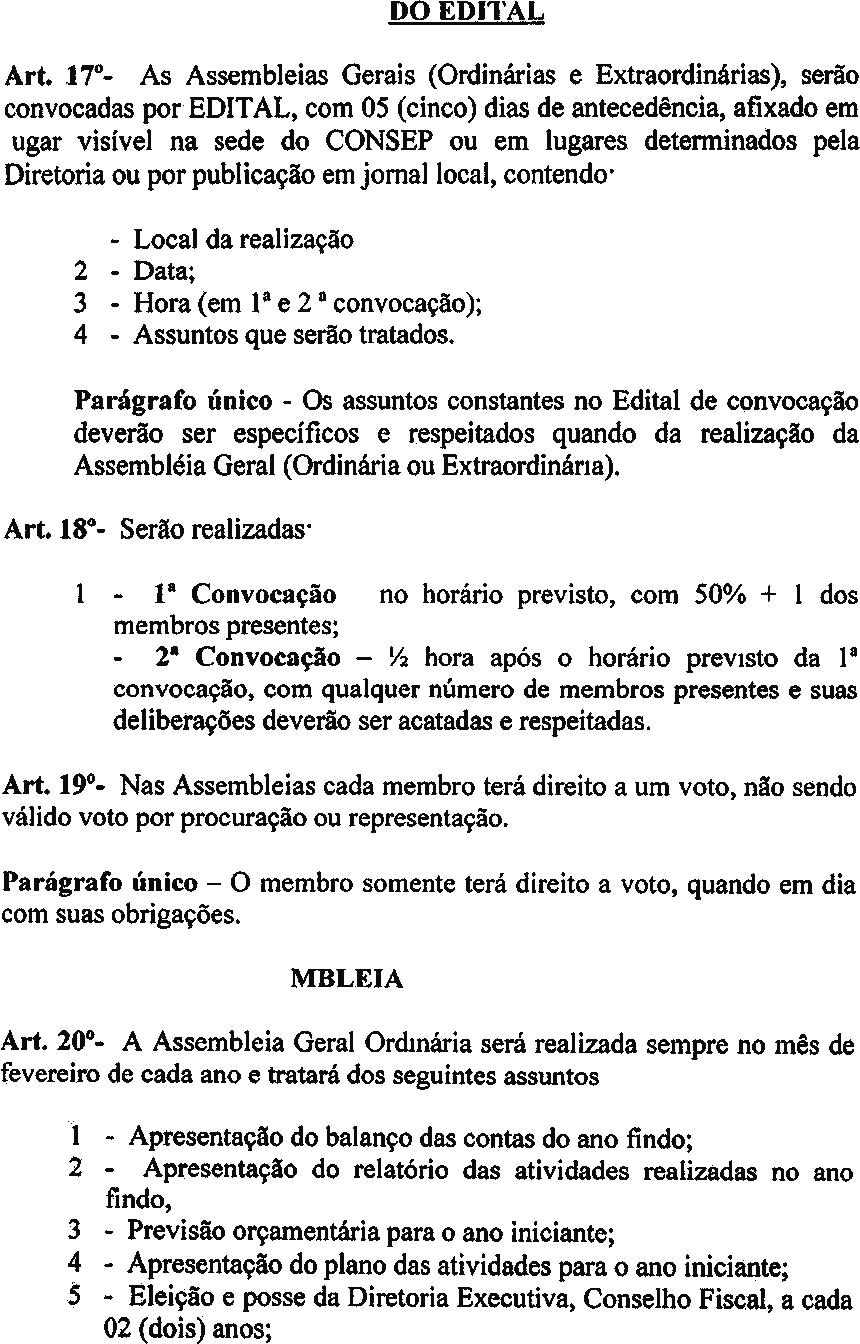 DO EDITAL
Art. 17º- As Assembleias Gerais (Ordinárias e Extraordinárias), serão
convocadas por EDITAL, com 05 (cinco) dias de antecedência, afixado em
ugar visível na sede do CONSEP ou em lugares determinados pela
Diretoria ou por publicação em jornal local, contendo·
- Local da realização
2 - Data;
3 - Hora (em 1ª e 2 ª convocação);
4 - Assuntos que serão tratados.
Parágrafo único - Os assuntos constantes no Edital de convocação
deverão ser específicos e respeitados quando da realização da
Assembléia Geral (Ordinária ou Extraordinárıa).
Art. 18º- Serão realizadas·
1 - 1ª Convocação no horário previsto, com 50% + 1 dos
membros presentes;
- 2ª Convocação – ½ hora após o horário prevısto da 1ª
convocação, com qualquer número de membros presentes e suas
deliberações deverão ser acatadas e respeitadas.
Art. 19º- Nas Assembleias cada membro terá direito a um voto, não sendo
válido voto por procuração ou representação.
Parágrafo único – O membro somente terá direito a voto, quando em dia
com suas obrigações.
MBLEIA
Art. 20º- A Assembleia Geral Ordınária será realizada sempre no mês de
fevereiro de cada ano e tratará dos seguintes assuntos
1 - Apresentação do balanço das contas do ano findo;
2 - Apresentação do relatório das atividades realizadas no ano
findo,
3 - Previsão orçamentária para o ano iniciante;
4 - Apresentação do plano das atividades para o ano iniciante;
5 - Eleição e posse da Diretoria Executiva, Conselho Fiscal, a cada
02 (dois) anos;